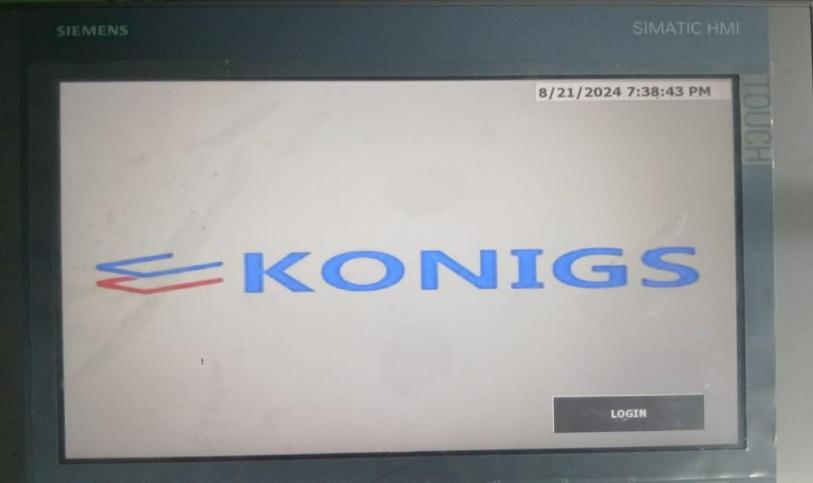 SIEMENS
SIMATIC HMI
TOUCH
8/21/2024 7:38:43 PM
KONIGS
LOGIN